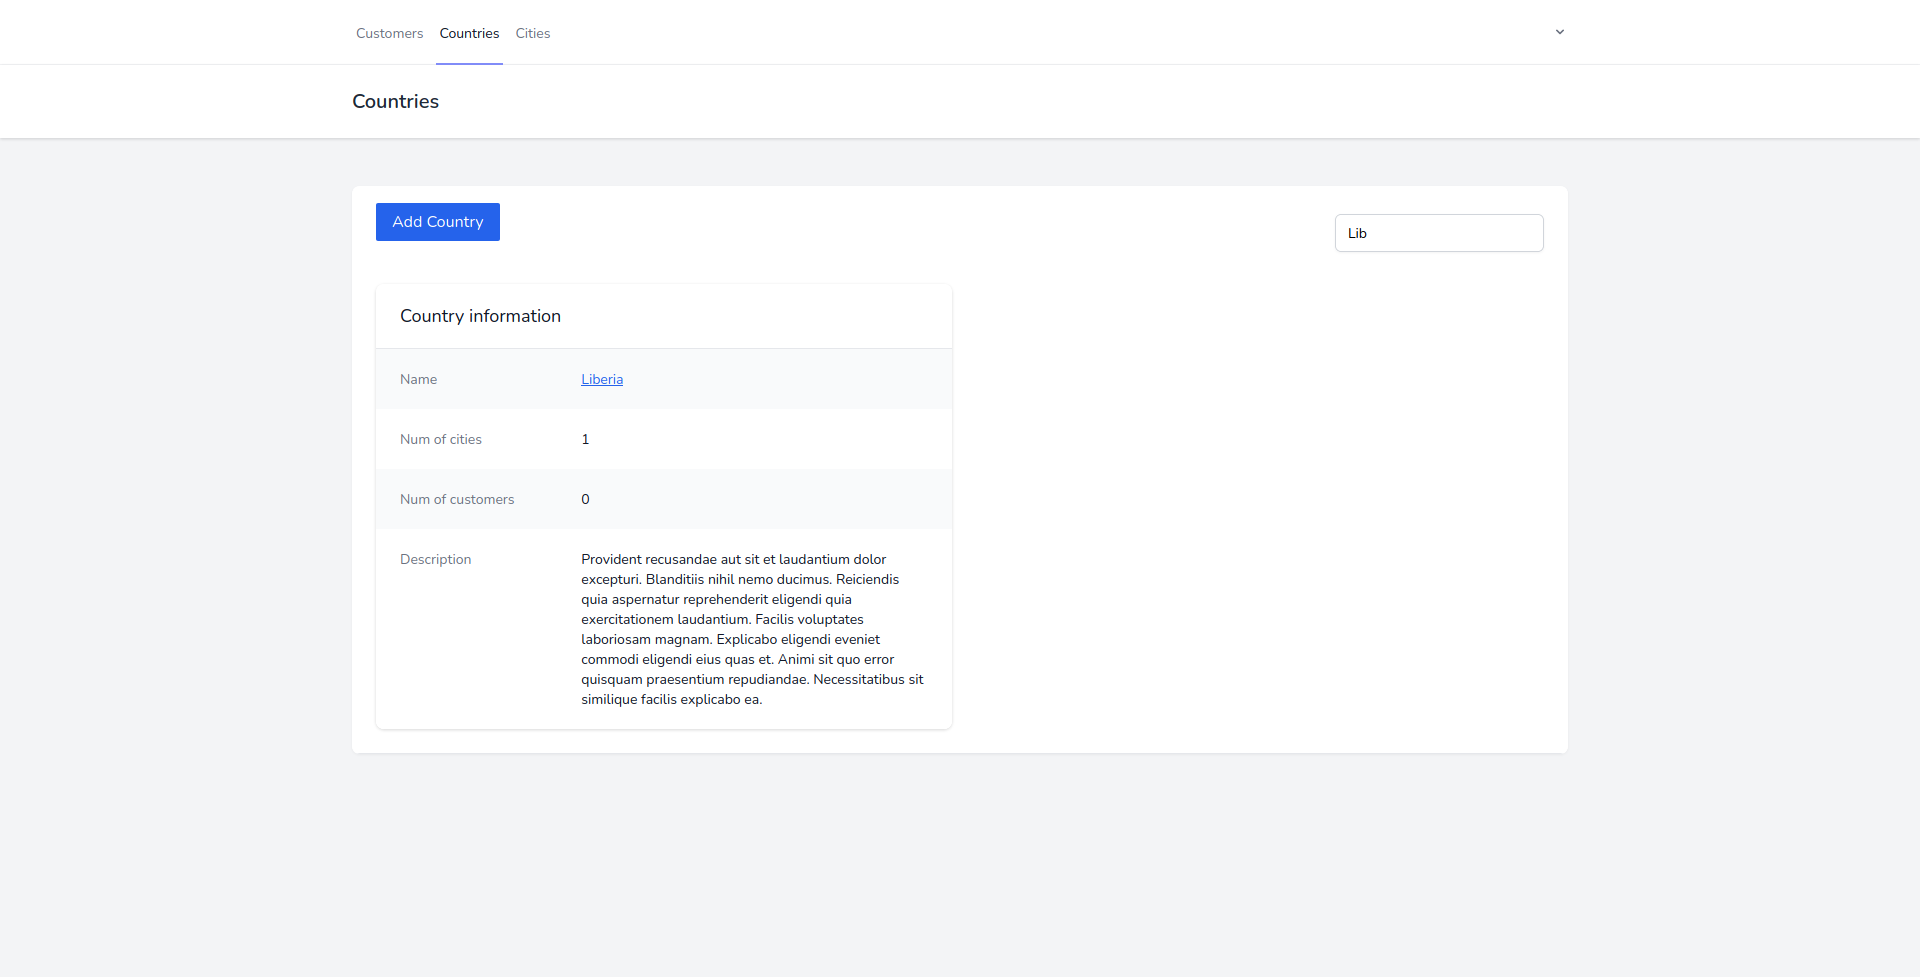 Customers Countries Cities
Countries
Add Country
Lib
Country information
Name Liberia
Num of cities 1
Num of customers 0
Description Provident recusandae aut sit et laudantium dolor
excepturi. Blanditiis nihil nemo ducimus. Reiciendis
quia aspernatur reprehenderit eligendi quia
exercitationem laudantium. Facilis voluptates
laboriosam magnam. Explicabo eligendi eveniet
commodi eligendi eius quas et. Animi sit quo error
quisquam praesentium repudiandae. Necessitatibus sit
similique facilis explicabo ea.